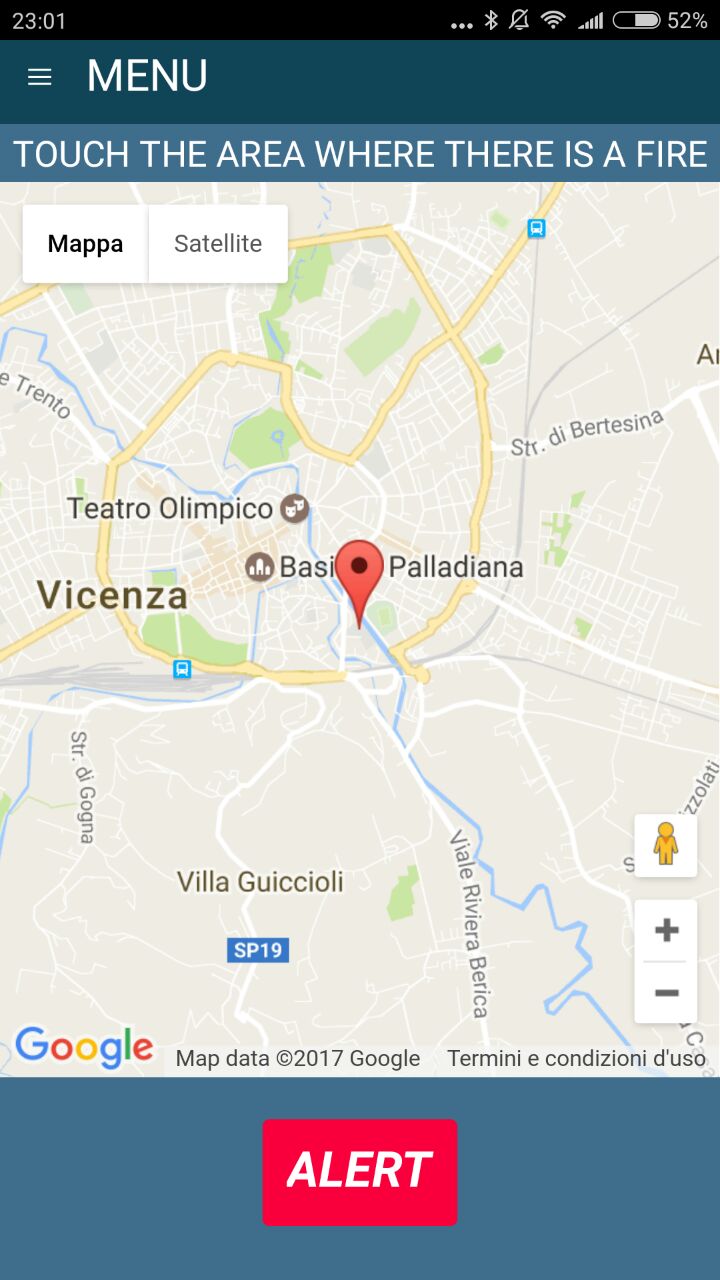 23:01
52%
MENU
TOUCH THE AREA WHERE THERE IS A FIRE
Mappa
Satellite
e Trento
Str. di Bertesina
Teatro Olimpico
Basi Palladiana
Vicenza
Str. di Gogna
izzolati
Villa Guiccioli
Viale Riviera Berica
SP19
Google
Map data ©2017 Google
Termini e condizioni d'uso
ALERT